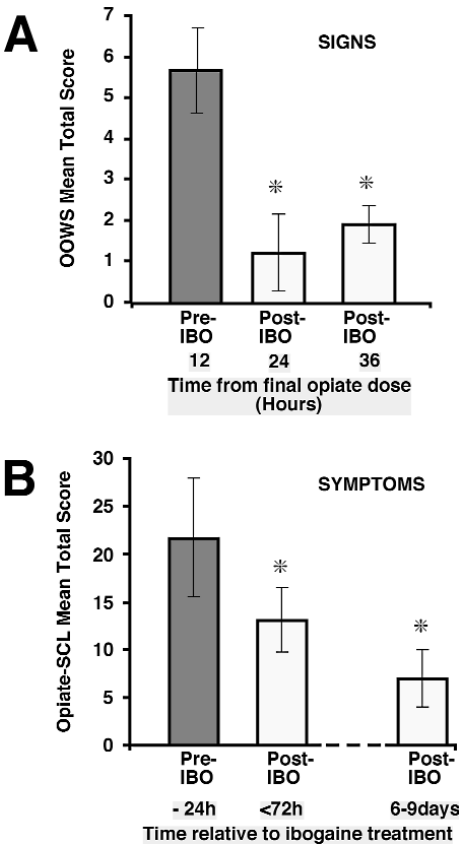 A
SIGNS
OOWS Mean Total Score
7
6
5
4
3
2
1
0
*
*
Pre-
IBO
Post-
IBO
Post-
IBO
12
24
36
Time from final opiate dose
(Hours)
B
SYMPTOMS
Opiate-SCL Mean Total Score
30
25
20
15
10
5
0
*
*
Pre-
IBO
Post-
IBO
Post-
IBO
- 24h
<72h
6-9days
Time relative to ibogaine treatment